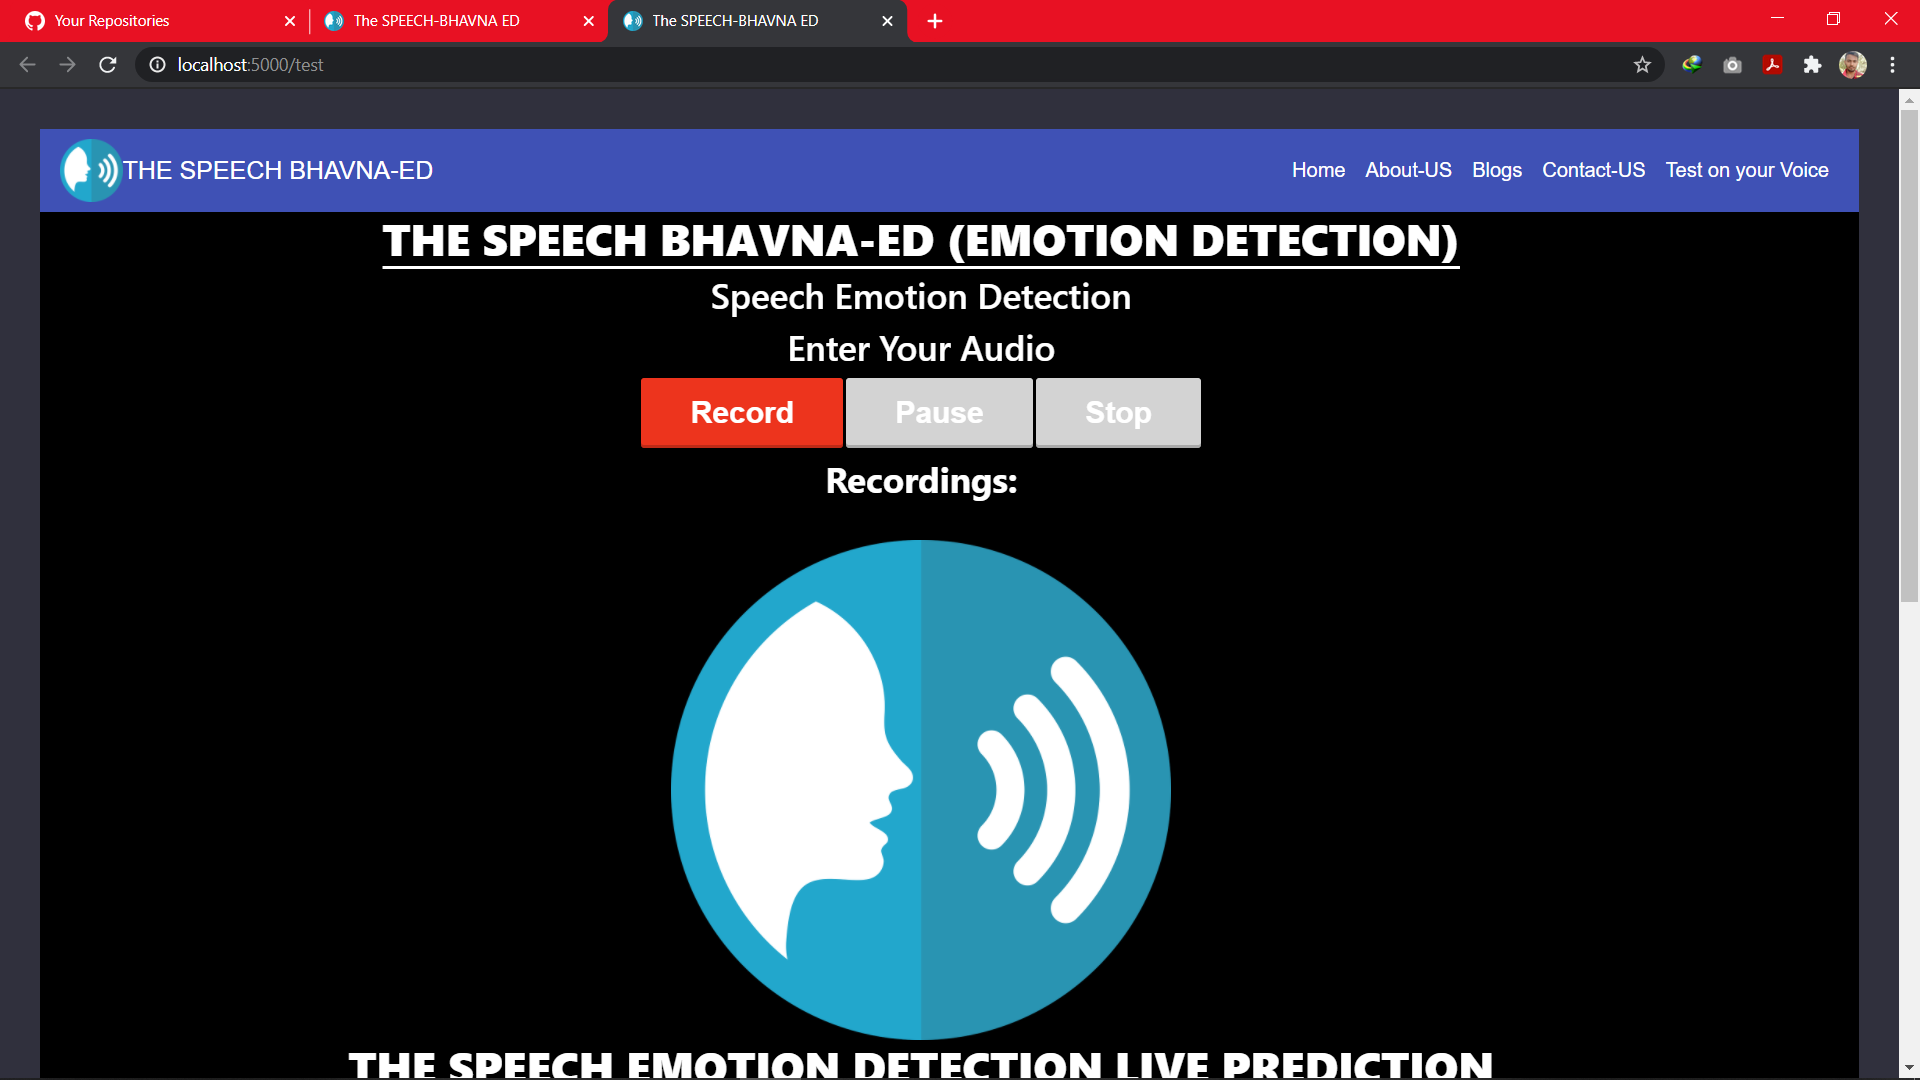 Your Repositories
The SPEECH-BHAVNA ED
The SPEECH-BHAVNA ED
localhost:5000/test
THE SPEECH BHAVNA-ED
Home About-US Blogs Contact-US Test on your Voice
THE SPEECH BHAVNA-ED (EMOTION DETECTION)
Speech Emotion Detection
Enter Your Audio
Record Pause Stop
Recordings:
THE SPEECH EMOTION DETECTION LIVE PREDICTION